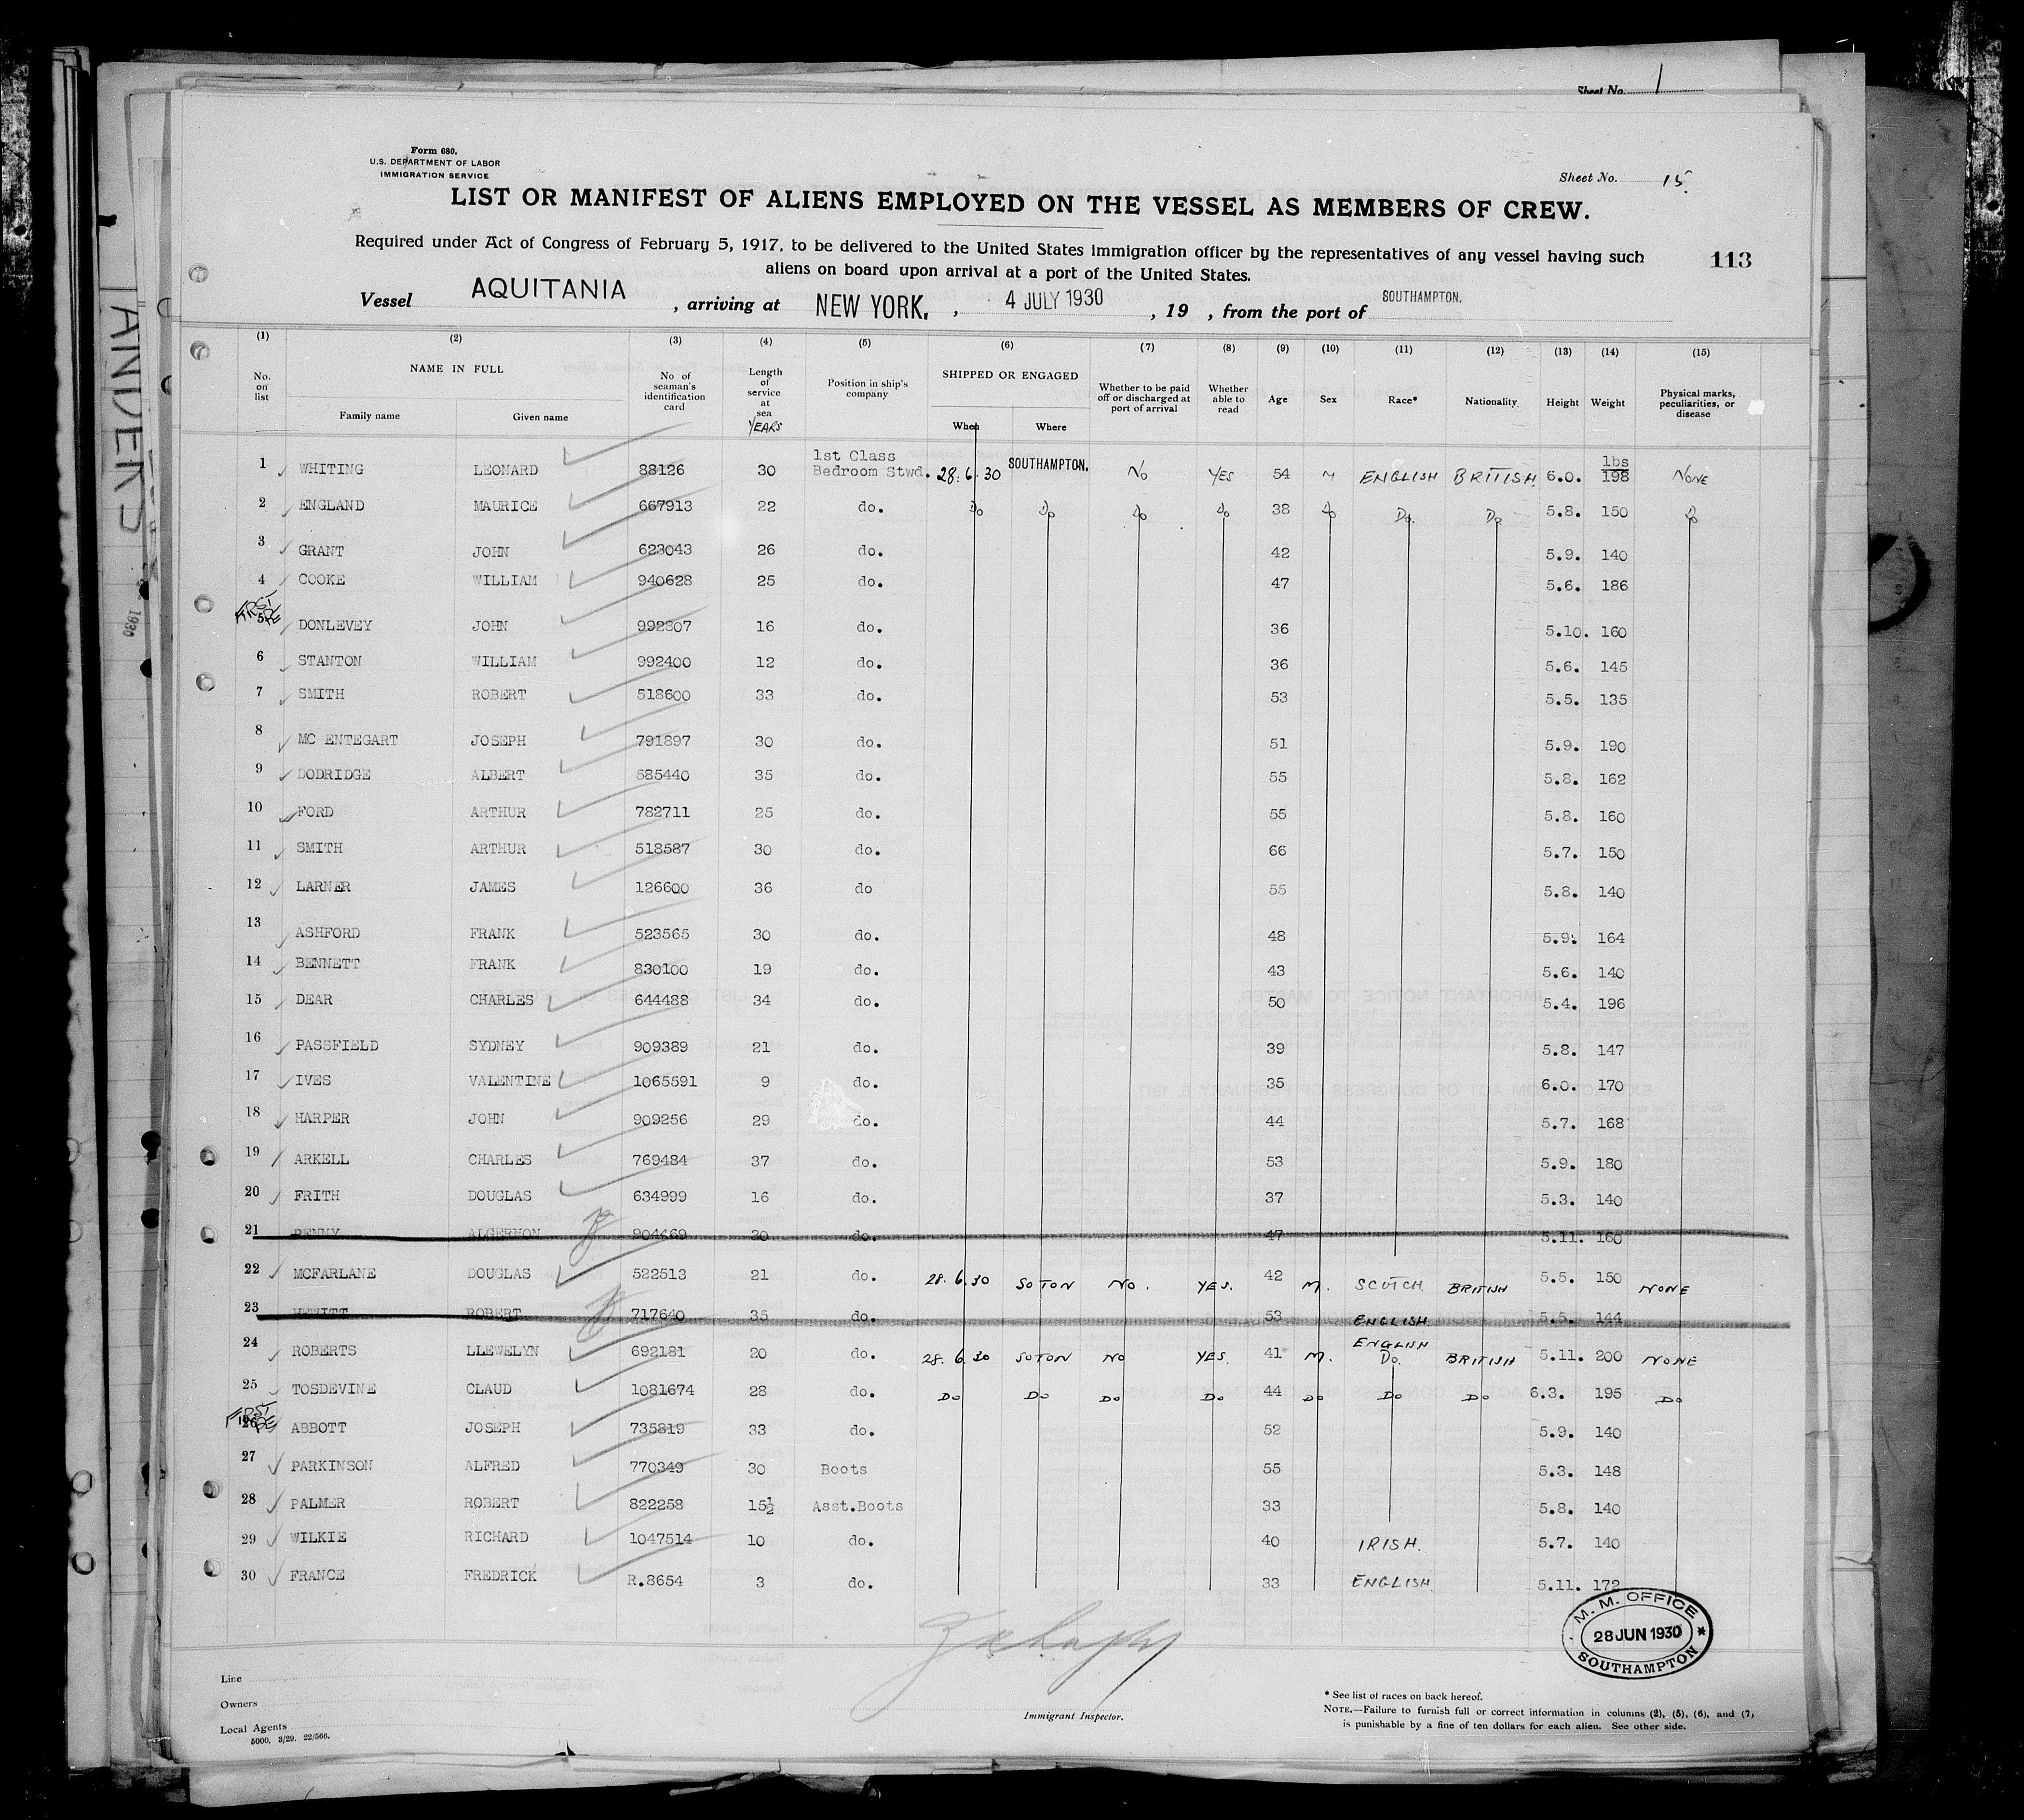 Sheet No. 1
Form 680.
U.S. DEPARTMENT OF LABOR
IMMIGRATION SERVICE
Sheet No. 15.
LIST OR MANIFEST OF ALIENS EMPLOYED ON THE VESSEL AS MEMBERS OF CREW.
Required under Act of Congress of February 5, 1917, to be delivered to the United States immigration officer by the representatives of any vessel having such
aliens on board upon arrival at a port of the United States.
113
Vessel AQUITANIA, arriving at NEW YORK., 4 JULY 1930, 19 , from the port of SOUTHAMPTON.
(1) (2) (3) (4) (5) (6) (7) (8) (9) (10) (11) (12) (13) (14) (15)
No. on list NAME IN FULL Family name Given name No of seaman's identification card Length of service at sea YEARS Position in ship's company SHIPPED OR ENGAGED When Where Whether to be paid off or discharged at port of arrival Whether able to read Age Sex Race* Nationality Height Weight Physical marks, peculiarities, or disease
1 WHITING LEONARD 88126 30 1st Class Bedroom Stwd. 28.6.30 SOUTHAMPTON. No YES 54 M ENGLISH BRITISH 6.0. lbs 198 NONE
2 ENGLAND MAURICE 667913 22 do. Do Do Do Do 38 Do Do. Do 5.8. 150 Do
3 GRANT JOHN 623043 26 do. 42 5.9. 140
4 COOKE WILLIAM 940628 25 do. 47 5.6. 186
5 DONLEVEY JOHN 992807 16 do. 36 5.10. 160
6 STANTON WILLIAM 992400 12 do. 36 5.6. 145
7 SMITH ROBERT 518600 33 do. 53 5.5. 135
8 MC ENTEGART JOSEPH 791897 30 do. 51 5.9. 190
9 DODRIDGE ALBERT 585440 35 do. 55 5.8. 162
10 FORD ARTHUR 782711 25 do. 55 5.8. 160
11 SMITH ARTHUR 518587 30 do. 66 5.7. 150
12 LARNER JAMES 126600 36 do 55 5.8. 140
13 ASHFORD FRANK 523565 30 do. 48 5.9. 164
14 BENNETT FRANK 830100 19 do. 43 5.6. 140
15 DEAR CHARLES 644488 34 do. 50 5.4. 196
16 PASSFIELD SYDNEY 909389 21 do. 39 5.8. 147
17 IVES VALENTINE 1065591 9 do. 35 6.0. 170
18 HARPER JOHN 909256 29 do. 44 5.7. 168
19 ARKELL CHARLES 769484 37 do. 53 5.9. 180
20 FRITH DOUGLAS 634999 16 do. 37 5.3. 140
21 PENNY ALGERNON 904469 20 do. 47 5.11. 160
22 MCFARLANE DOUGLAS 522513 21 do. 28.6.30 SOTON NO. YES. 42 M. SCOTCH BRITISH 5.5. 150 NONE
23 HEWITT ROBERT 717640 35 do. 53 ENGLISH 5.5. 144
24 ROBERTS LLEWELYN 692181 20 do. 28.6.30 SOTON NO YES. 41 M. ENGLISH Do. BRITISH 5.11. 200 NONE
25 TOSDEVINE CLAUD 1081674 28 do. Do Do Do Do 44 Do Do Do 6.3. 195 Do
26 ABBOTT JOSEPH 735819 33 do. 52 5.9. 140
27 PARKINSON ALFRED 770349 30 Boots 55 5.3. 148
28 PALMER ROBERT 822258 15½ Asst.Boots 33 5.8. 140
29 WILKIE RICHARD 1047514 10 do. 40 IRISH. 5.7. 140
30 FRANCE FREDRICK R.8654 3 do. 33 ENGLISH 5.11. 172
M. M. OFFICE
28 JUN 1930
SOUTHAMPTON
Line
Owners
Local Agents
5000. 3/29. 22/566.
Immigrant Inspector.
* See list of races on back hereof.
NOTE.—Failure to furnish full or correct information in columns (2), (5), (6), and (7,
is punishable by a fine of ten dollars for each alien. See other side.
ANDERS
1930